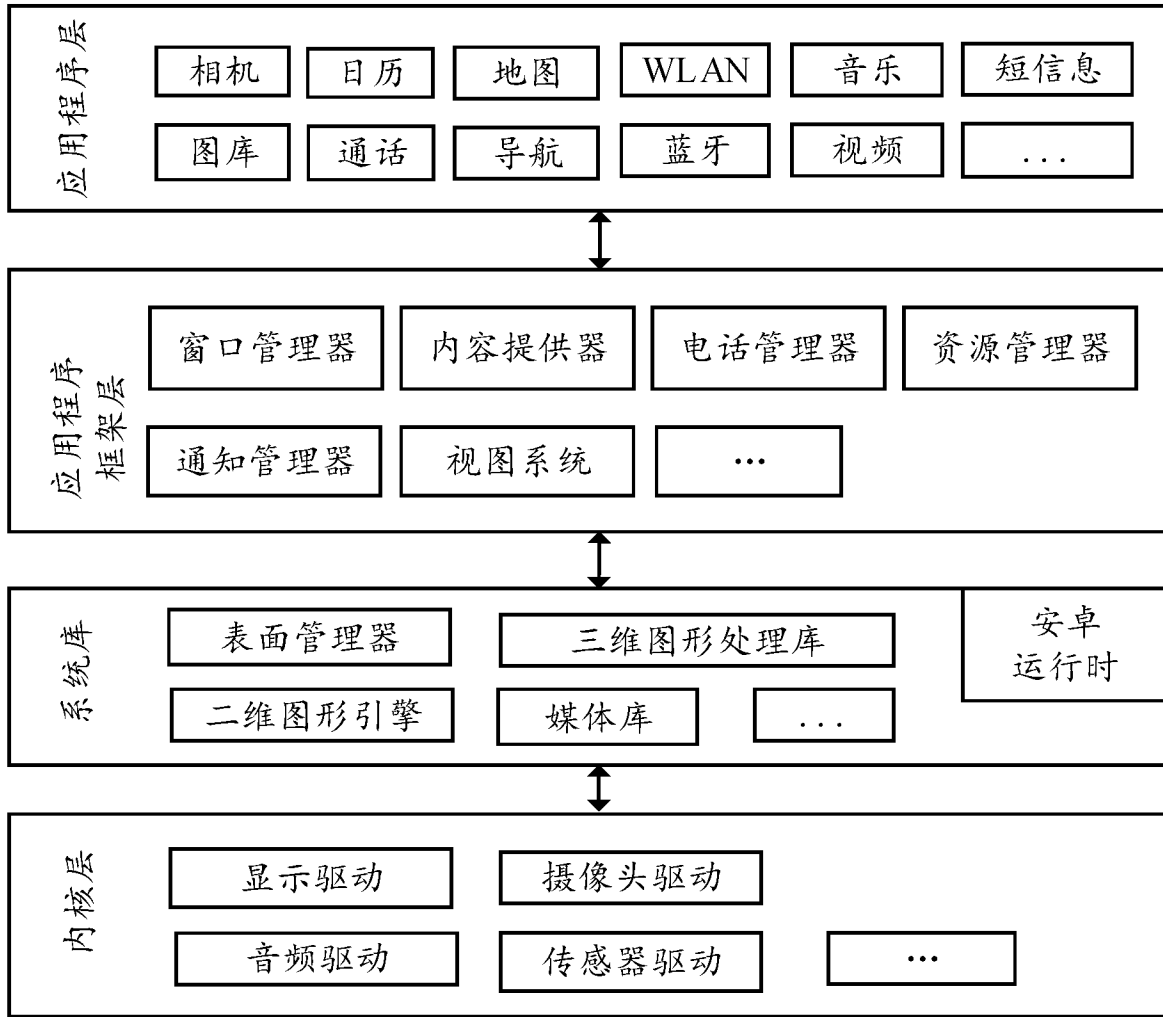 应用程序层
相机
日历
地图
WLAN
音乐
短信息
图库
通话
导航
蓝牙
视频
...
应用程序
框架层
窗口管理器
内容提供器
电话管理器
资源管理器
通知管理器
视图系统
...
系统库
表面管理器
三维图形处理库
安卓
运行时
二维图形引擎
媒体库
...
内核层
显示驱动
摄像头驱动
音频驱动
传感器驱动
...